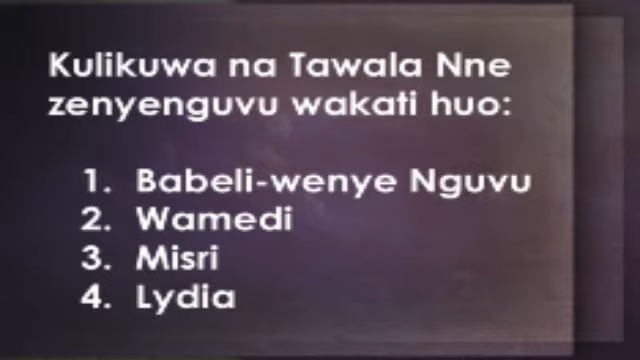 Kulikuwa na Tawala Nne
zenyenguvu wakati huo:
1. Babeli-wenye Nguvu
2. Wamedi
3. Misri
4. Lydia